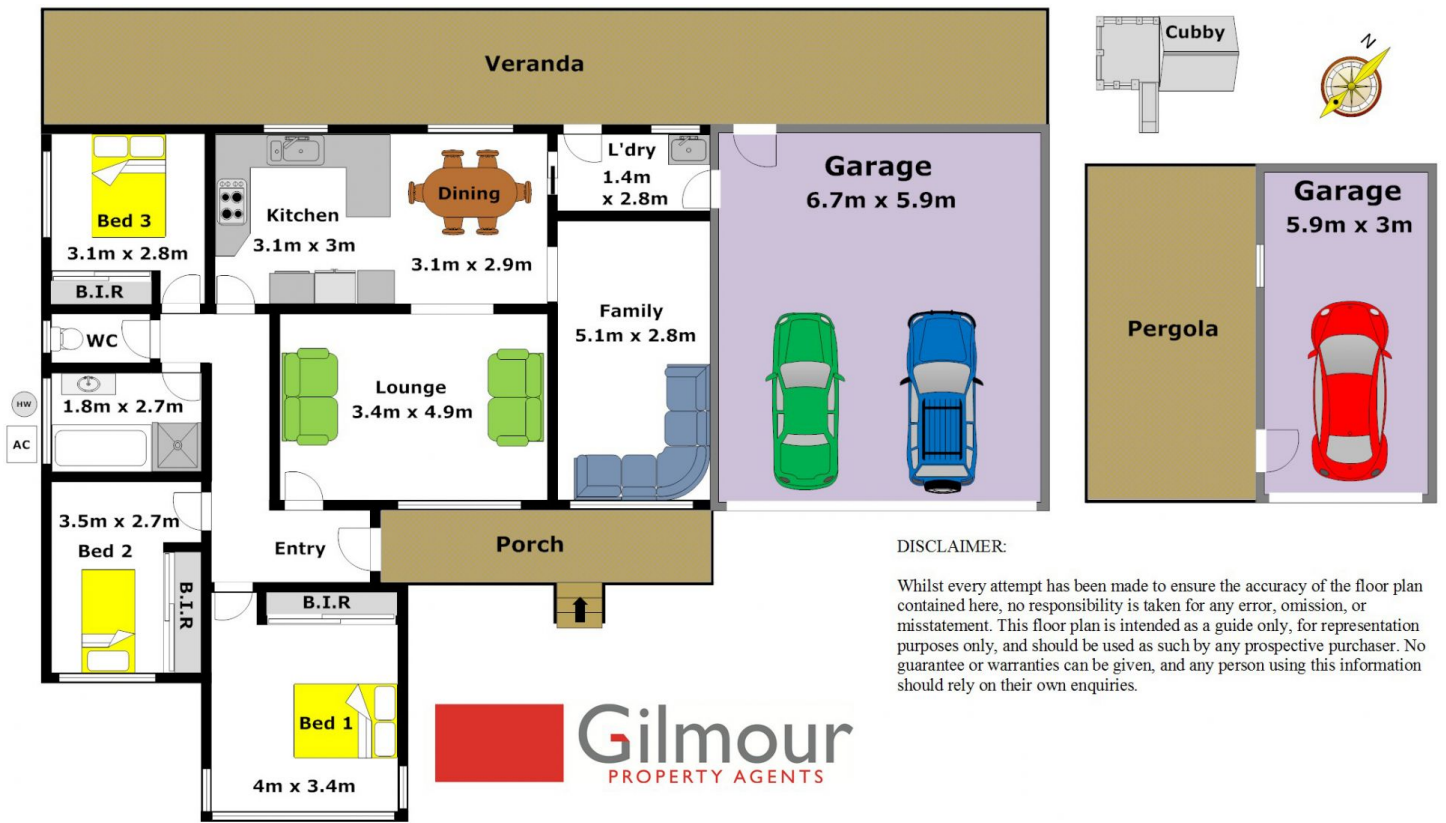 Veranda
Cubby
N
Bed 3
3.1m x 2.8m
B.I.R
Kitchen
3.1m x 3m
Dining
3.1m x 2.9m
L'dry
1.4m
x 2.8m
Garage
6.7m x 5.9m
Garage
5.9m x 3m
Pergola
WC
Family
5.1m x 2.8m
Lounge
3.4m x 4.9m
HW
AC
1.8m x 2.7m
3.5m x 2.7m
Bed 2
B.I.R
Entry
Porch
B.I.R
Bed 1
4m x 3.4m
DISCLAIMER:
Whilst every attempt has been made to ensure the accuracy of the floor plan
contained here, no responsibility is taken for any error, omission, or
misstatement. This floor plan is intended as a guide only, for representation
purposes only, and should be used as such by any prospective purchaser. No
guarantee or warranties can be given, and any person using this information
should rely on their own enquiries.
Gilmour
PROPERTY AGENTS